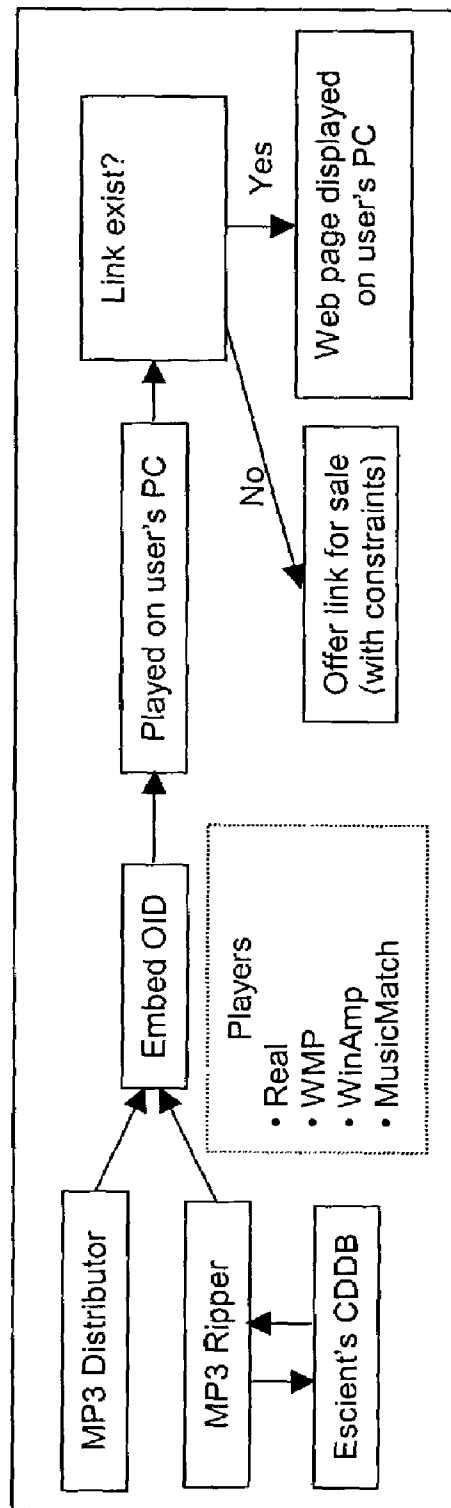 MP3 Distributor
MP3 Ripper
Escient's CDDB
Embed OID
Players
• Real
• WMP
• WinAmp
• MusicMatch
Played on user's PC
Link exist?
No
Yes
Offer link for sale
(with constraints)
Web page displayed
on user's PC